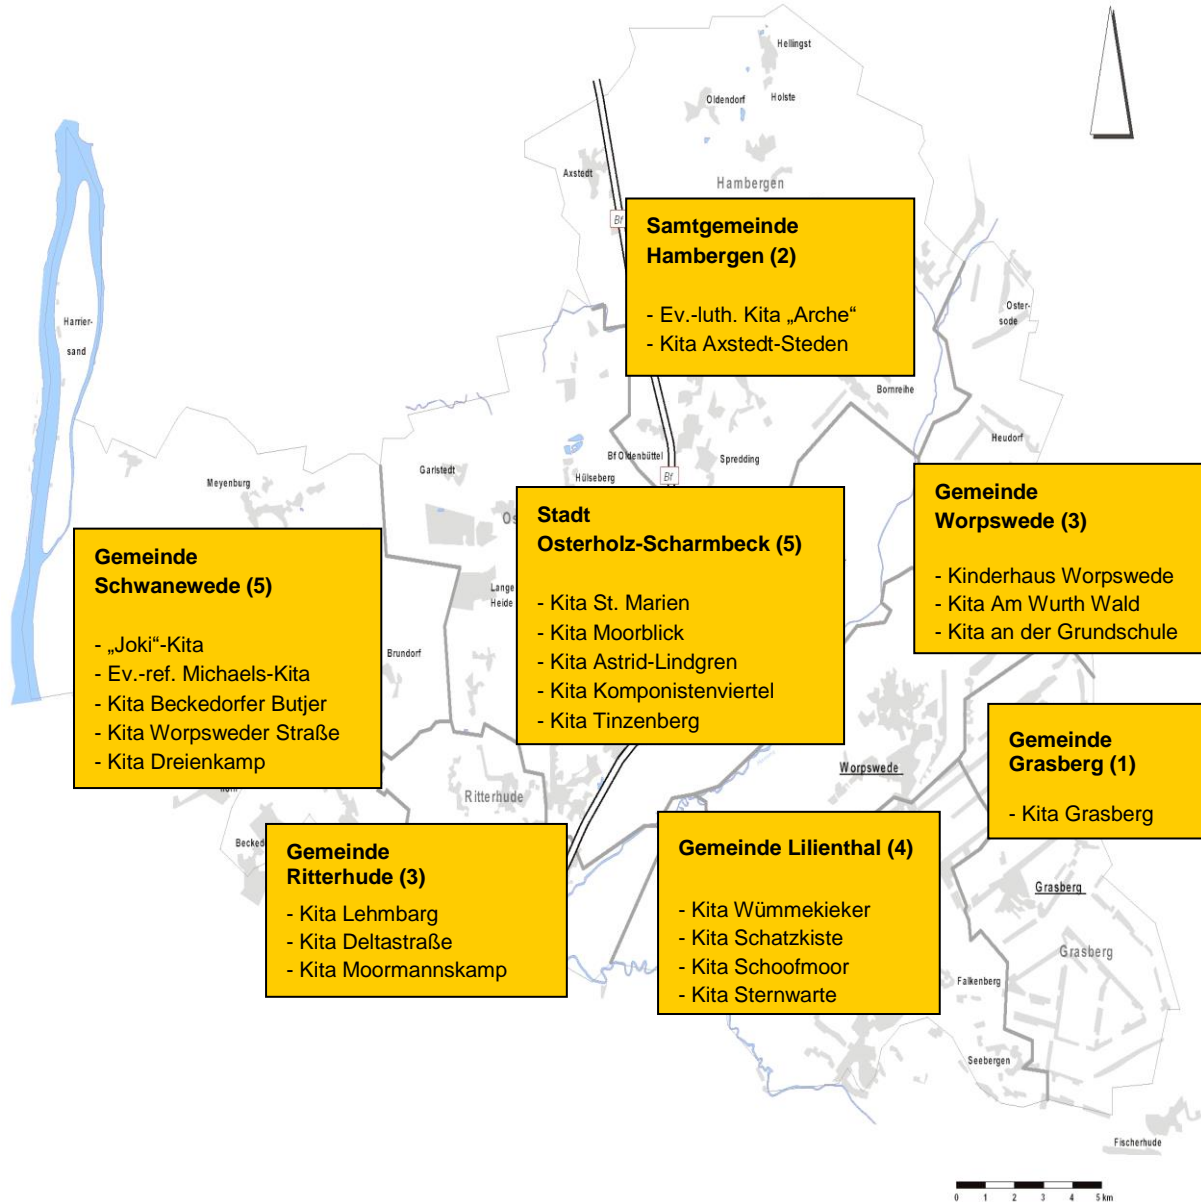 Hellingst
Oldendorf
Holste
Axstedt
Hambergen
Bf
Samtgemeinde
Hambergen (2)
- Ev.-luth. Kita „Arche“
- Kita Axstedt-Steden
Oster-
sode
Harrier-
sand
Bornreihe
Heudorf
Bf Oldenbüttel
Spredding
Garlstedt
Hülseberg
Bf
Meyenburg
Gemeinde
Worpswede (3)
- Kinderhaus Worpswede
- Kita Am Wurth Wald
- Kita an der Grundschule
Stadt
Osterholz-Scharmbeck (5)
- Kita St. Marien
- Kita Moorblick
- Kita Astrid-Lindgren
- Kita Komponistenviertel
- Kita Tinzenberg
Os
Lange
Heide
Gemeinde
Schwanewede (5)
- „Joki“-Kita
- Ev.-ref. Michaels-Kita
- Kita Beckedorfer Butjer
- Kita Worpsweder Straße
- Kita Dreienkamp
Brundorf
Gemeinde
Grasberg (1)
- Kita Grasberg
Worpswede
Ritterhude
Becked
Gemeinde
Ritterhude (3)
- Kita Lehmbarg
- Kita Deltastraße
- Kita Moormannskamp
Gemeinde Lilienthal (4)
- Kita Wümmekieker
- Kita Schatzkiste
- Kita Schoofmoor
- Kita Sternwarte
Grasberg
Grasberg
Falkenberg
Seebergen
Fischerhude
0 1 2 3 4 5 km